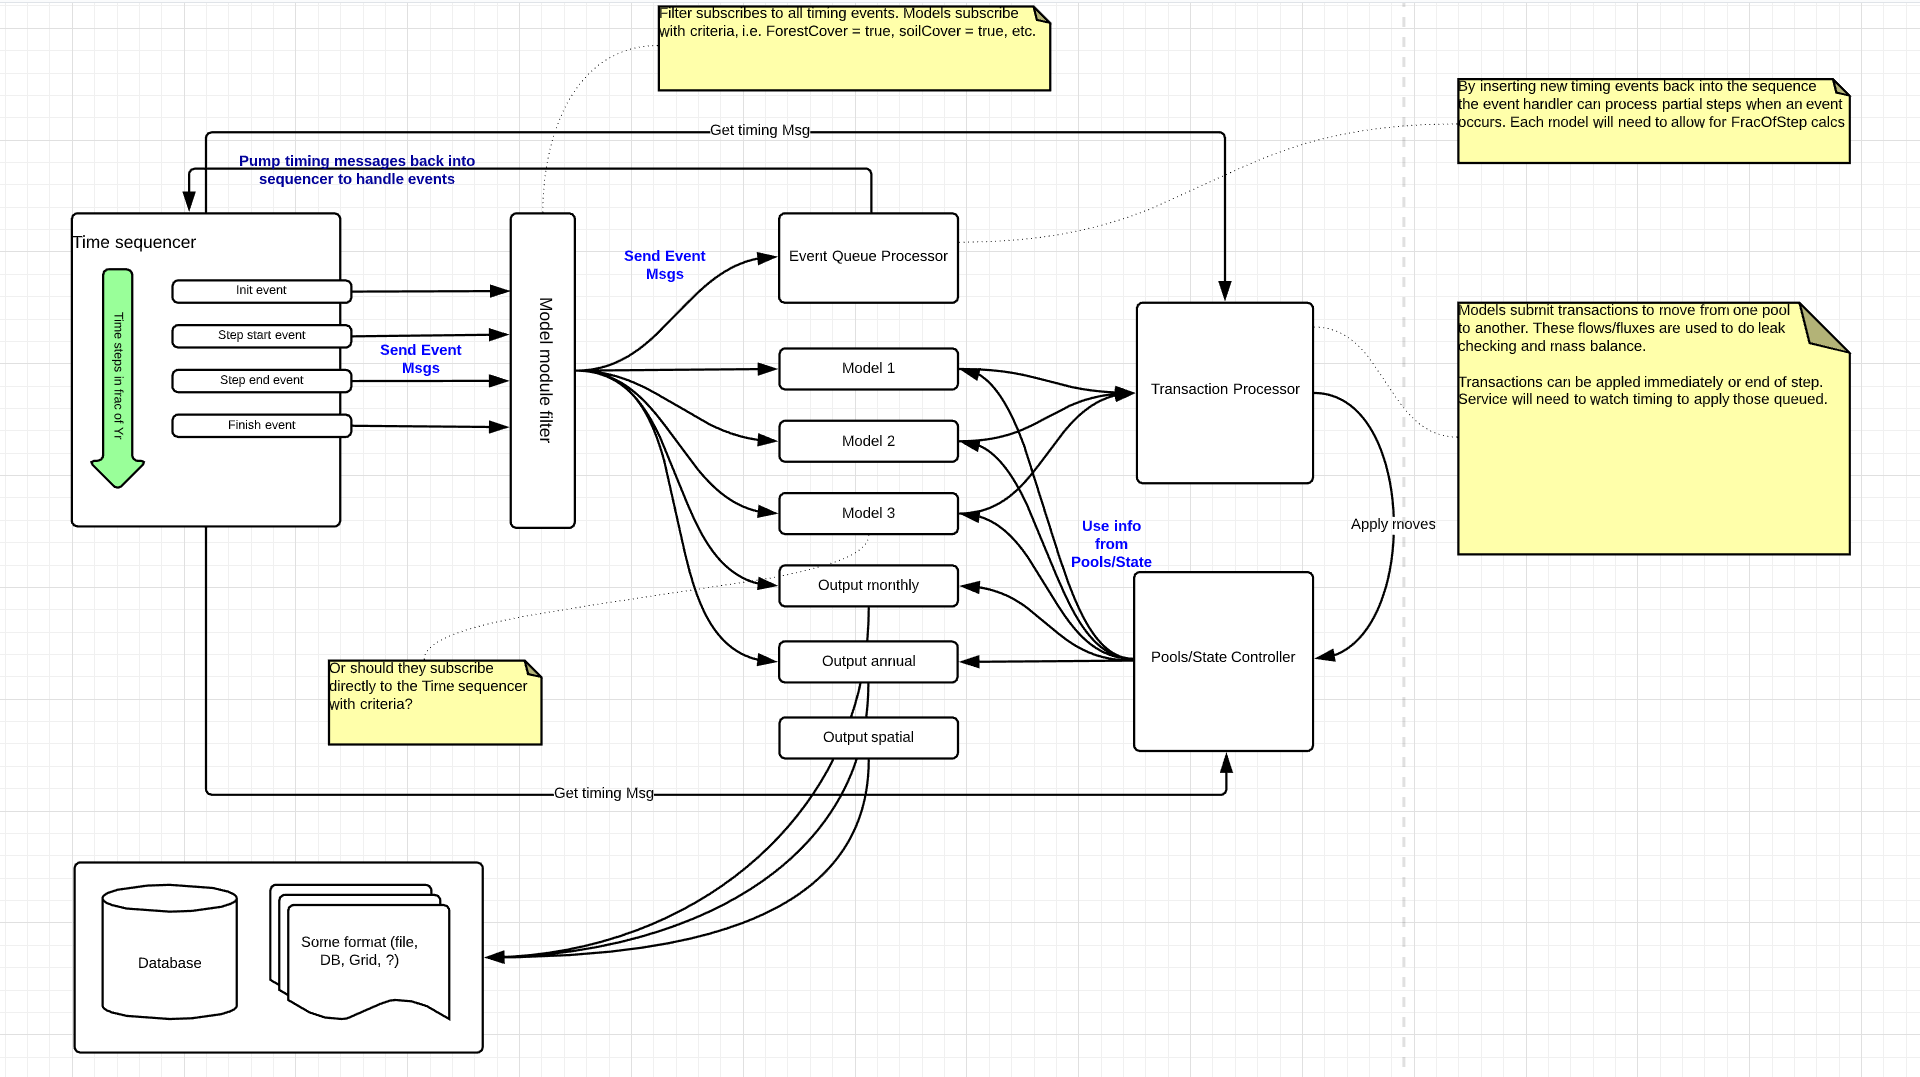 Filter subscribes to all timing events. Models subscribe
with criteria, i.e. ForestCover = true, soilCover = true, etc.
By inserting new timing events back into the sequence
the event handler can process partial steps when an event
occurs. Each model will need to allow for FracOfStep calcs
Get timing Msg
Pump timing messages back into
sequencer to handle events
Time sequencer
Time steps in frac of Yr
Init event
Step start event
Step end event
Finish event
Send Event
Msgs
Model module filter
Send Event
Msgs
Event Queue Processor
Model 1
Model 2
Model 3
Output monthly
Output annual
Output spatial
Transaction Processor
Models submit transactions to move from one pool
to another. These flows/fluxes are used to do leak
checking and mass balance.
Transactions can be appled immediately or end of step.
Service will need to watch timing to apply those queued.
Apply moves
Use info
from
Pools/State
Pools/State Controller
Or should they subscribe
directly to the Time sequencer
with criteria?
Get timing Msg
Database
Some format (file,
DB, Grid, ?)